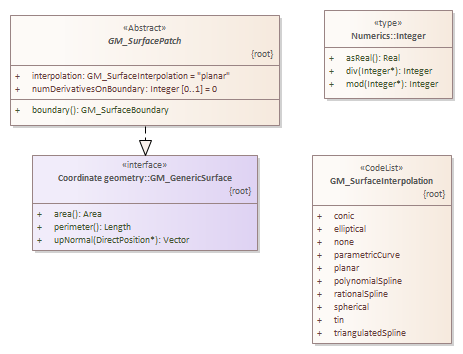 «Abstract»
GM_SurfacePatch
{root}
+ interpolation: GM_SurfaceInterpolation = "planar"
+ numDerivativesOnBoundary: Integer [0..1] = 0
+ boundary(): GM_SurfaceBoundary
«type»
Numerics::Integer
+ asReal(): Real
+ div(Integer*): Integer
+ mod(Integer*): Integer
«interface»
Coordinate geometry::GM_GenericSurface
{root}
+ area(): Area
+ perimeter(): Length
+ upNormal(DirectPosition*): Vector
«CodeList»
GM_SurfaceInterpolation
{root}
+ conic
+ elliptical
+ none
+ parametricCurve
+ planar
+ polynomialSpline
+ rationalSpline
+ spherical
+ tin
+ triangulatedSpline